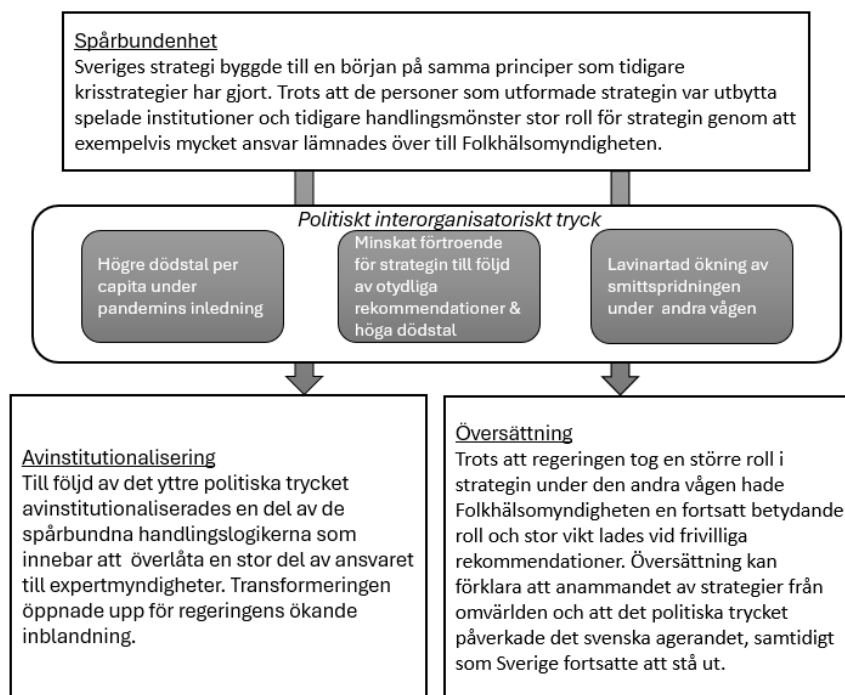 Spårbundenhet
Sveriges strategi byggde till en början på samma principer som tidigare
krisstrategier har gjort. Trots att de personer som utformade strategin var utbytta
spelade institutioner och tidigare handlingsmönster stor roll för strategin genom att
exempelvis mycket ansvar lämnades över till Folkhälsomyndigheten.
Politiskt interorganisatoriskt tryck
Högre dödstal per
capita under
pandemins inledning
Minskat förtroende
för strategin till följd
av otydliga
rekommendationer &
höga dödstal
Lavinartad ökning av
smittspridningen
under andra vågen
Avinstitutionalisering
Till följd av det yttre politiska trycket
avinstitutionaliserades en del av de
spårbundna handlingslogikerna som
innebar att överlåta en stor del av ansvaret
till expertmyndigheter. Transformeringen
öppnade upp för regeringens ökande
inblandning.
Översättning
Trots att regeringen tog en större roll i
strategin under den andra vågen hade
Folkhälsomyndigheten en fortsatt betydande
roll och stor vikt lades vid frivilliga
rekommendationer. Översättning kan
förklara att anammandet av strategier från
omvärlden och att det politiska trycket
påverkade det svenska agerandet, samtidigt
som Sverige fortsatte att stå ut.